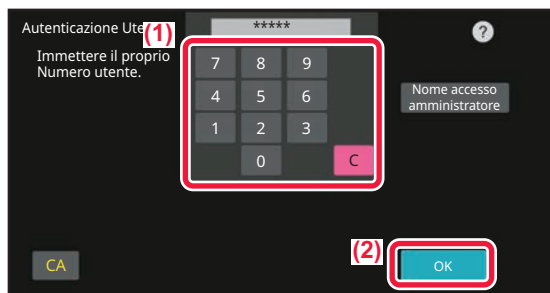 Autenticazione Ute
(1)
*****
?
Immettere il proprio
Numero utente.
7 8 9
4 5 6
1 2 3
0 C
Nome accesso
amministratore
(2)
CA
OK